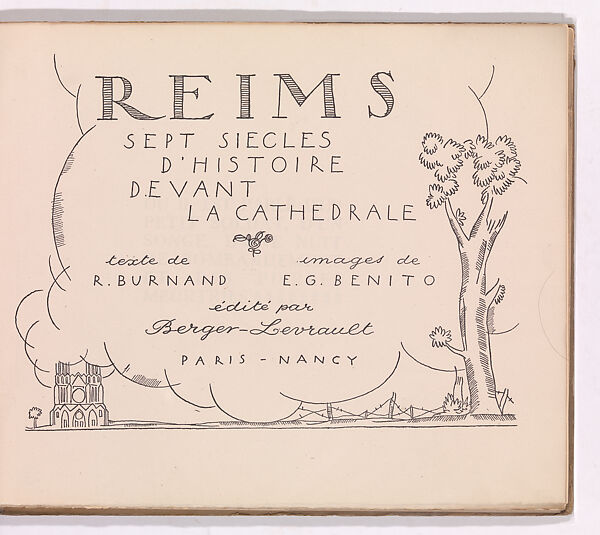 REIMS
SEPT SIECLES
D'HISTOIRE
DEVANT
LA CATHEDRALE
texte de images de
R. BURNAND E. G. BENITO
édité par
Berger-Levrault
PARIS - NANCY